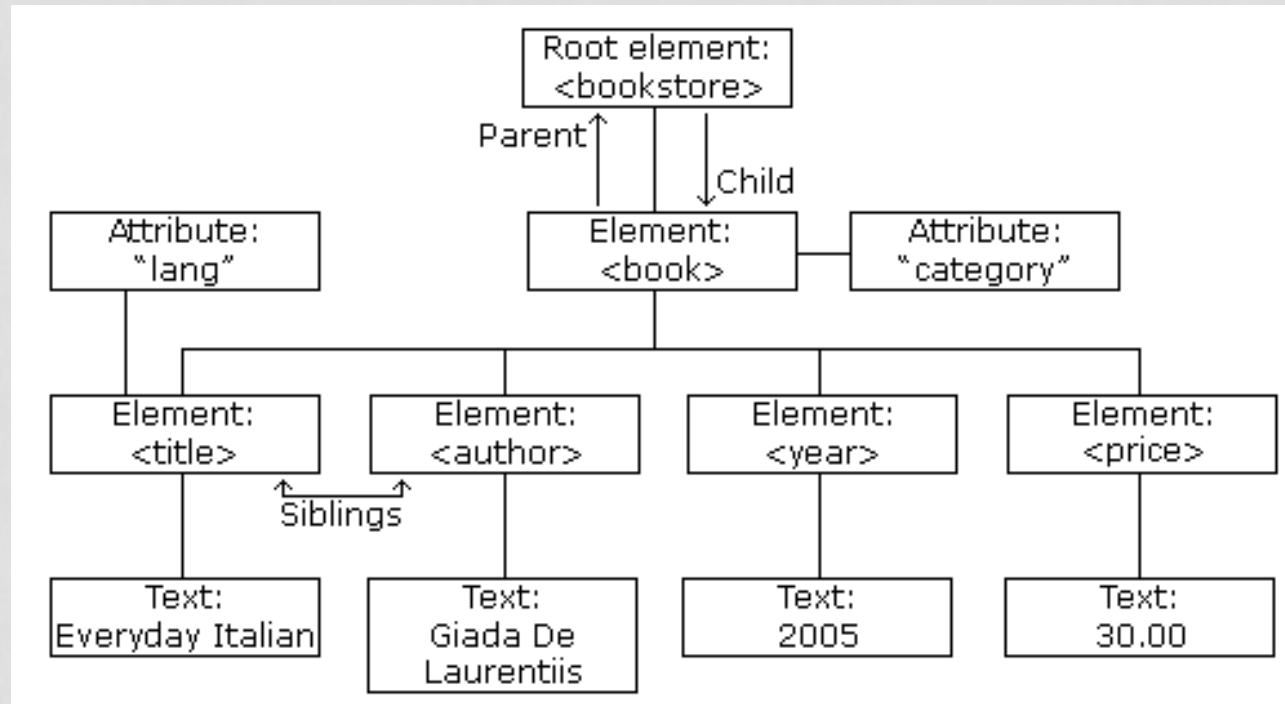 Root element:
<bookstore>
Parent
Child
Attribute:
“lang”
Element:
<book>
Attribute:
“category”
Element:
<title>
Element:
<author>
Element:
<year>
Element:
<price>
Siblings
Text:
Everyday Italian
Text:
Giada De
Laurentiis
Text:
2005
Text:
30.00